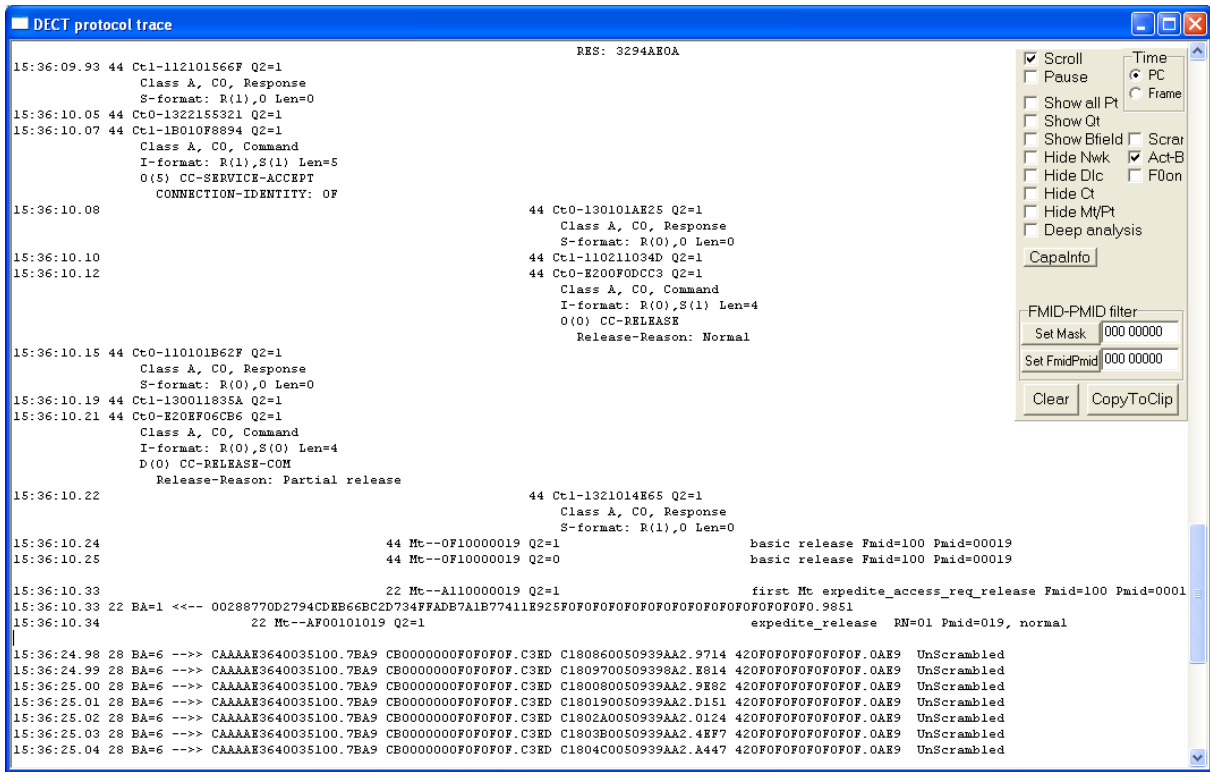 DECT protocol trace
RES: 3294AE0A
15:36:09.93 44 Ct1-112101566F Q2=1
Class A, CO, Response
S-format: R(1),0 Len=0
15:36:10.05 44 Ct0-1322155321 Q2=1
15:36:10.07 44 Ct1-1B010F8894 Q2=1
Class A, CO, Command
I-format: R(1),S(1) Len=5
0(5) CC-SERVICE-ACCEPT
CONNECTION-IDENTITY: 0F
15:36:10.08 44 Ct0-130101AE25 Q2=1
Class A, CO, Response
S-format: R(0),0 Len=0
15:36:10.10 44 Ct1-110211034D Q2=1
15:36:10.12 44 Ct0-E200F0DCC3 Q2=1
Class A, CO, Command
I-format: R(0),S(1) Len=4
0(0) CC-RELEASE
Release-Reason: Normal
15:36:10.15 44 Ct0-110101B62F Q2=1
Class A, CO, Response
S-format: R(0),0 Len=0
15:36:10.19 44 Ct1-130011835A Q2=1
15:36:10.21 44 Ct0-E20EF06CB6 Q2=1
Class A, CO, Command
I-format: R(0),S(0) Len=4
D(0) CC-RELEASE-COM
Release-Reason: Partial release
15:36:10.22 44 Ct1-1321014E65 Q2=1
Class A, CO, Response
S-format: R(1),0 Len=0
15:36:10.24 44 Mt--0F10000019 Q2=1 basic release Fmid=100 Pmid=00019
15:36:10.25 44 Mt--0F10000019 Q2=0 basic release Fmid=100 Pmid=00019
15:36:10.33 22 Mt--A110000019 Q2=1 first Mt expedite_access_req_release Fmid=100 Pmid=0001
15:36:10.33 22 BA=1 <<-- 00288770D2794CDEB66BC2D734FFADB7A1B77411E925F0F0F0F0F0F0F0F0F0F0F0F0F0F0F0F0.9851
15:36:10.34 22 Mt--AF00101019 Q2=1 expedite_release RN=01 Pmid=019, normal
15:36:24.98 28 BA=6 -->> CAAAAE3640035100.7BA9 CB0000000F0F0F0F.C3ED C180860050939AA2.9714 420F0F0F0F0F0F0F.0AE9 UnScrambled
15:36:24.99 28 BA=6 -->> CAAAAE3640035100.7BA9 CB0000000F0F0F0F.C3ED C1809700509398A2.E814 420F0F0F0F0F0F0F.0AE9 UnScrambled
15:36:25.00 28 BA=6 -->> CAAAAE3640035100.7BA9 CB0000000F0F0F0F.C3ED C180080050939AA2.9E82 420F0F0F0F0F0F0F.0AE9 UnScrambled
15:36:25.01 28 BA=6 -->> CAAAAE3640035100.7BA9 CB0000000F0F0F0F.C3ED C180190050939AA2.D151 420F0F0F0F0F0F0F.0AE9 UnScrambled
15:36:25.02 28 BA=6 -->> CAAAAE3640035100.7BA9 CB0000000F0F0F0F.C3ED C1802A0050939AA2.0124 420F0F0F0F0F0F0F.0AE9 UnScrambled
15:36:25.03 28 BA=6 -->> CAAAAE3640035100.7BA9 CB0000000F0F0F0F.C3ED C1803B0050939AA2.4EF7 420F0F0F0F0F0F0F.0AE9 UnScrambled
15:36:25.04 28 BA=6 -->> CAAAAE3640035100.7BA9 CB0000000F0F0F0F.C3ED C1804C0050939AA2.A447 420F0F0F0F0F0F0F.0AE9 UnScrambled
Scroll
Pause
Time
PC
Frame
Show all Pt
Show Qt
Show Bfield Scrar
Hide Nwk Act-B
Hide Dlc F0on
Hide Ct
Hide Mt/Pt
Deep analysis
CapaInfo
FMID-PMID filter
Set Mask 000 00000
Set FmidPmid 000 00000
Clear CopyToClip